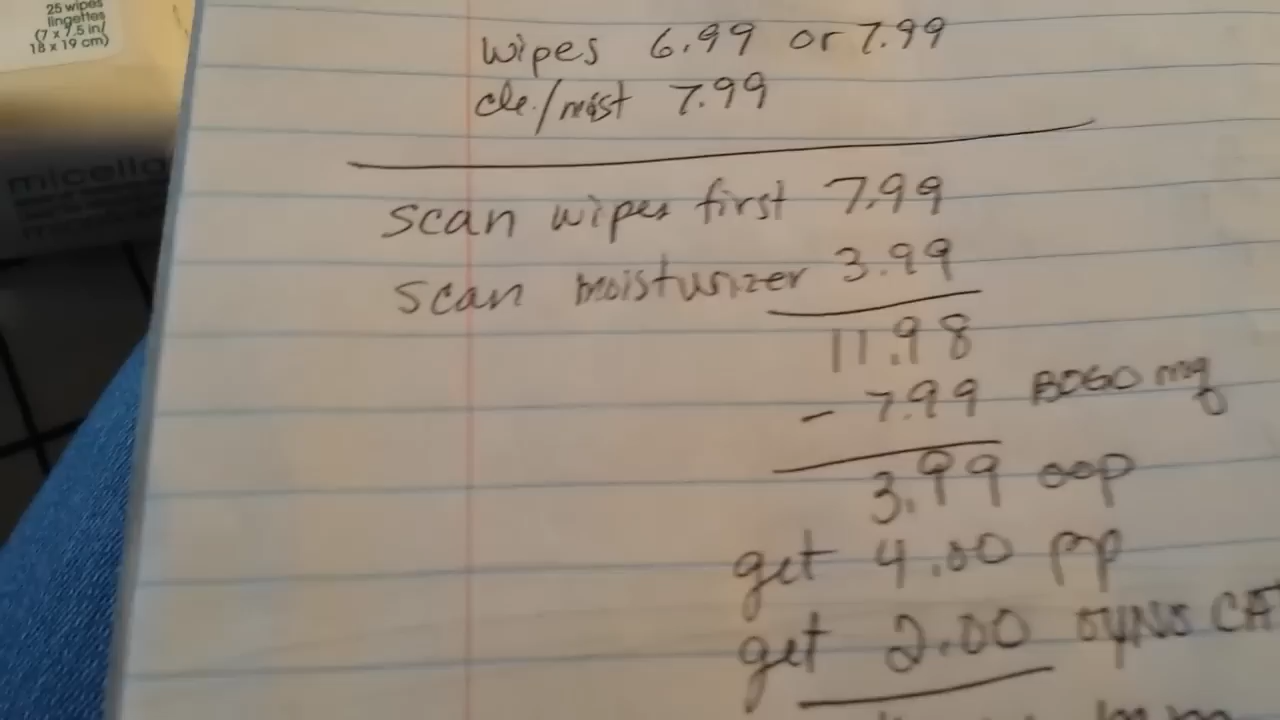 25 wipes
lingettes
(7 x 7.5 in/
18 x 19 cm)
micella
wipes 6.99 or 7.99
cle./mist 7.99
scan wipes first 7.99
scan moisturizer 3.99
11.98
- 7.99 BOGO mq
3.99 oop
get 4.00 pp
get 2.00